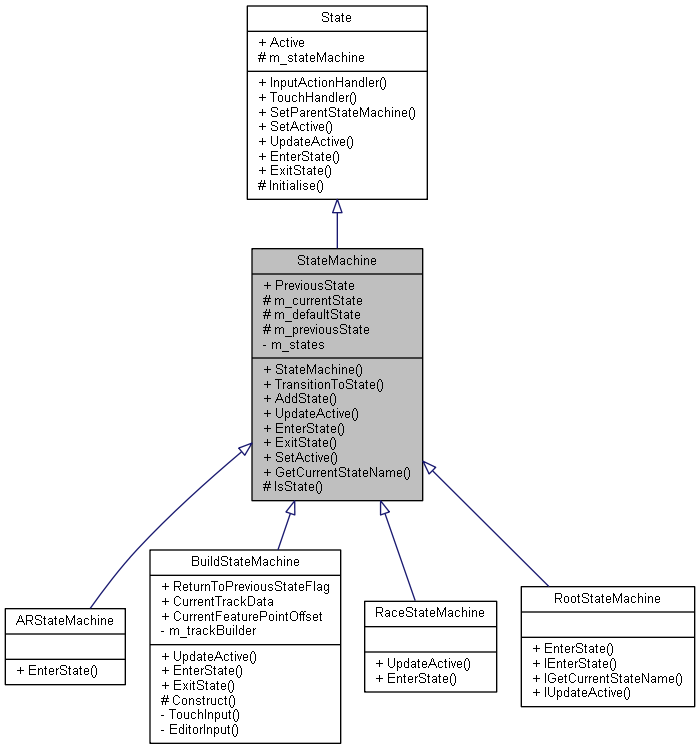 State
+ Active
# m_stateMachine
+ InputActionHandler()
+ TouchHandler()
+ SetParentStateMachine()
+ SetActive()
+ UpdateActive()
+ EnterState()
+ ExitState()
# Initialise()
StateMachine
+ PreviousState
# m_currentState
# m_defaultState
# m_previousState
- m_states
+ StateMachine()
+ TransitionToState()
+ AddState()
+ UpdateActive()
+ EnterState()
+ ExitState()
+ SetActive()
+ GetCurrentStateName()
# IsState()
ARStateMachine
+ EnterState()
BuildStateMachine
+ ReturnToPreviousStateFlag
+ CurrentTrackData
+ CurrentFeaturePointOffset
- m_trackBuilder
+ UpdateActive()
+ EnterState()
+ ExitState()
# Construct()
- TouchInput()
- EditorInput()
RaceStateMachine
+ UpdateActive()
+ EnterState()
RootStateMachine
+ EnterState()
+ IEnterState()
+ IGetCurrentStateName()
+ IUpdateActive()